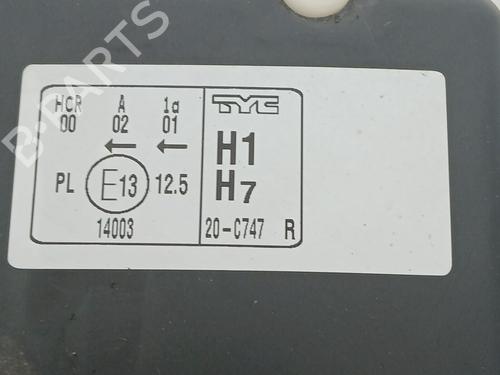 HCR A 1a TYC
00 02 01
← ← H1
PL E13 12.5 H7
14003 20-C747 R
B-PARTS